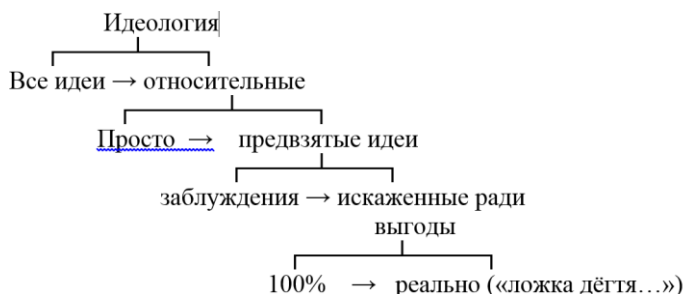 Идеология
Все идеи → относительные
Просто → предвзятые идеи
заблуждения → искаженные ради
выгоды
100% → реально («ложка дёгтя…»)